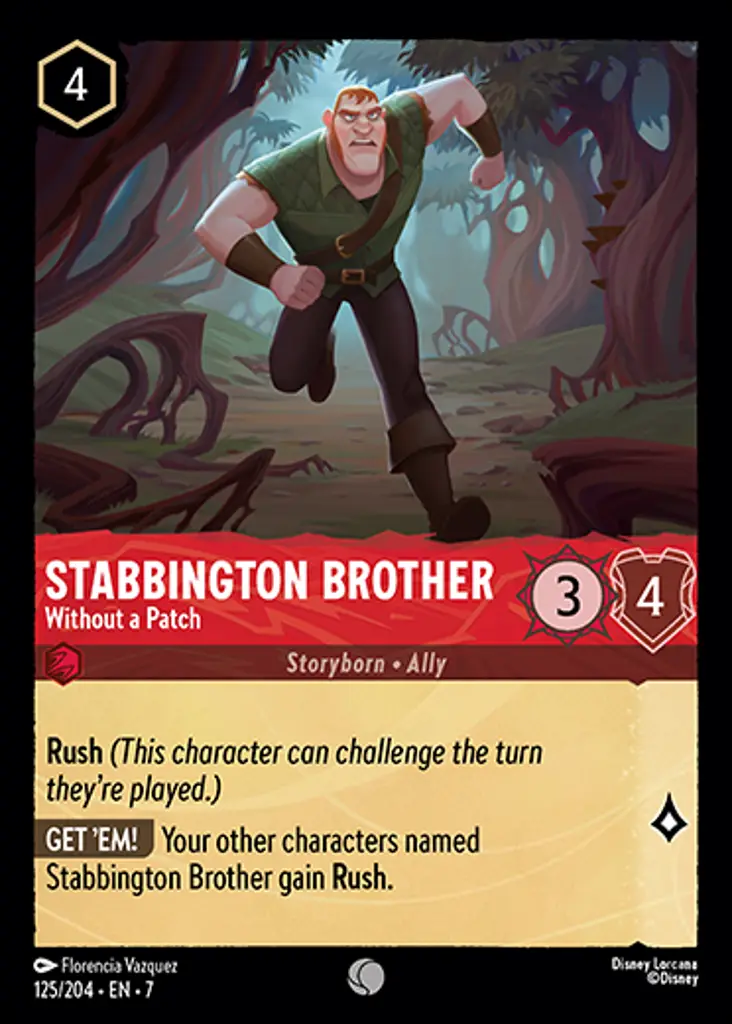 4
STABBINGTON BROTHER
Without a Patch
3
4
Storyborn • Ally
Rush (This character can challenge the turn
they're played.)
GET 'EM! Your other characters named
Stabbington Brother gain Rush.
Florencia Vazquez
125/204 • EN • 7
Disney Lorcana
©Disney